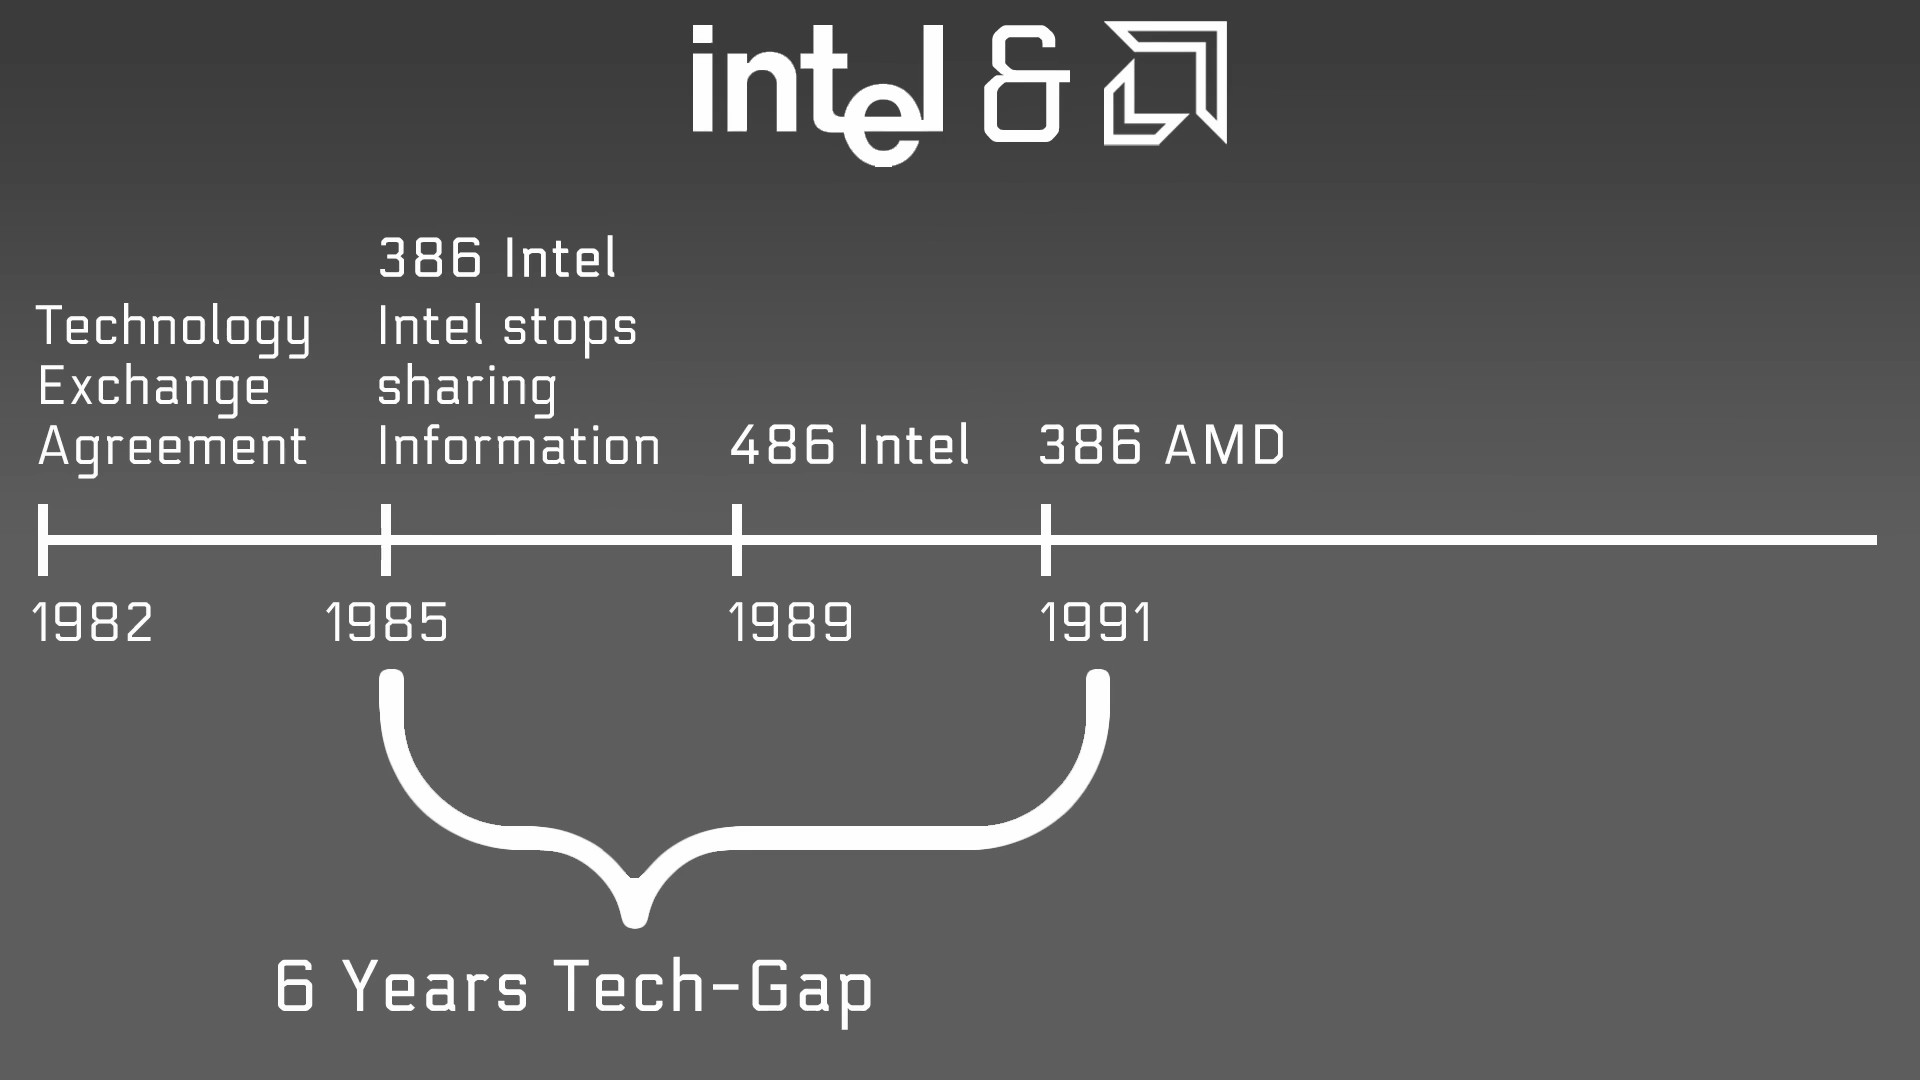 intel &
386 Intel
Technology
Exchange
Agreement
Intel stops
sharing
Information
486 Intel
386 AMD
1982
1985
1989
1991
6 Years Tech-Gap